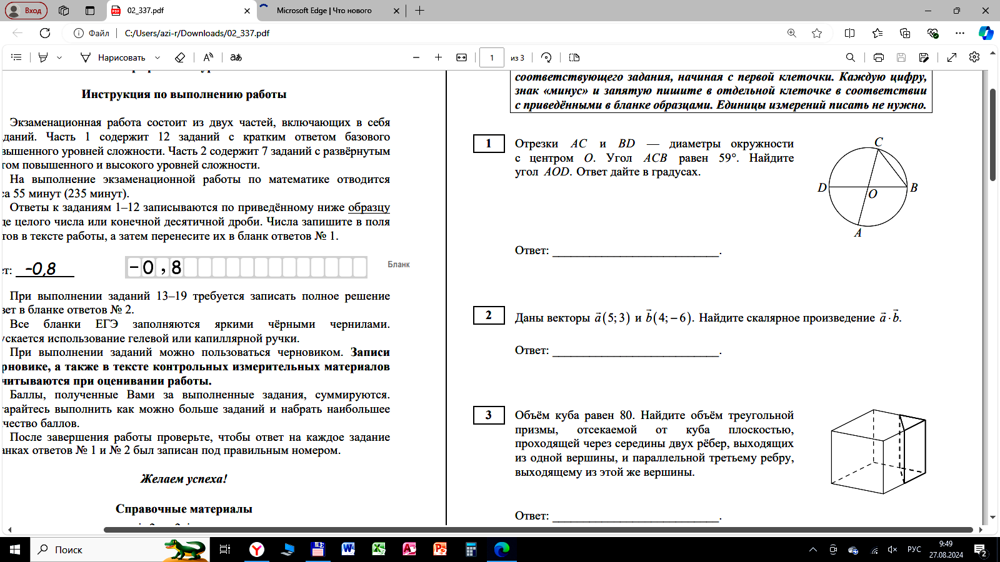 Вход
02_337.pdf
Microsoft Edge | Что нового
Файл
C:/Users/azi-r/Downloads/02_337.pdf
Нарисовать
1
из 3
Инструкция по выполнению работы
Экзаменационная работа состоит из двух частей, включающих в себя
даний. Часть 1 содержит 12 заданий с кратким ответом базового
вышенного уровней сложности. Часть 2 содержит 7 заданий с развёрнутым
том повышенного и высокого уровней сложности.
На выполнение экзаменационной работы по математике отводится
са 55 минут (235 минут).
Ответы к заданиям 1–12 записываются по приведённому ниже образцу
де целого числа или конечной десятичной дроби. Числа запишите в поля
тов в тексте работы, а затем перенесите их в бланк ответов № 1.
ет: -0,8
-0,8
Бланк
При выполнении заданий 13–19 требуется записать полное решение
вет в бланке ответов № 2.
Все бланки ЕГЭ заполняются яркими чёрными чернилами.
ускается использование гелевой или капиллярной ручки.
При выполнении заданий можно пользоваться черновиком. Записи
рновике, а также в тексте контрольных измерительных материалов
читываются при оценивании работы.
Баллы, полученные Вами за выполненные задания, суммируются.
тарайтесь выполнить как можно больше заданий и набрать наибольшее
чество баллов.
После завершения работы проверьте, чтобы ответ на каждое задание
анках ответов № 1 и № 2 был записан под правильным номером.
Желаем успеха!
Справочные материалы
соответствующего задания, начиная с первой клеточки. Каждую цифру,
знак «минус» и запятую пишите в отдельной клеточке в соответствии
с приведёнными в бланке образцами. Единицы измерений писать не нужно.
1
Отрезки AC и BD — диаметры окружности
с центром O. Угол ACB равен 59°. Найдите
угол AOD. Ответ дайте в градусах.
C
D
O
B
A
Ответ: ___________________________.
2
Даны векторы a⃗(5;3) и b⃗(4;−6). Найдите скалярное произведение a⃗·b⃗.
Ответ: ___________________________.
3
Объём куба равен 80. Найдите объём треугольной
призмы, отсекаемой от куба плоскостью,
проходящей через середины двух рёбер, выходящих
из одной вершины, и параллельной третьему ребру,
выходящему из этой же вершины.
Ответ: ___________________________.
Поиск
РУС
9:49
27.08.2024
2